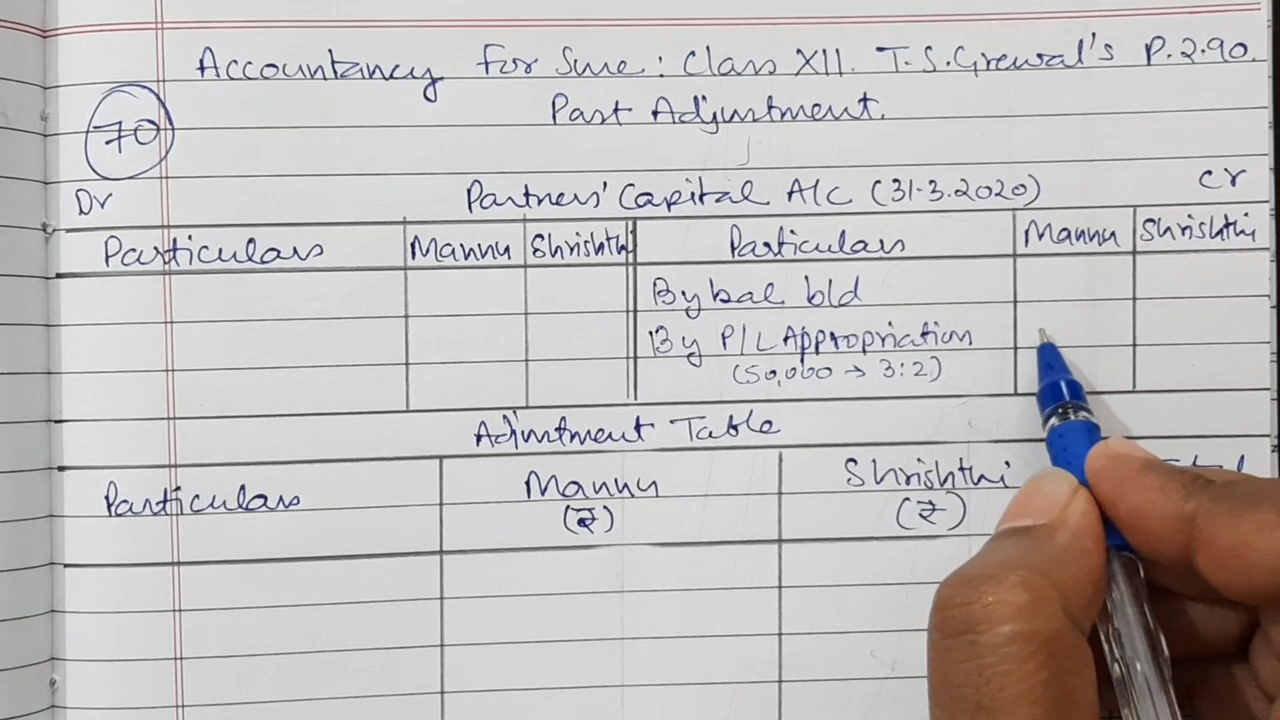 Accountancy For Sure: Class XII. T.S.Grewal's P.2.90.
70
Past Adjustment.
Dr Partners' Capital A/C (31.3.2020) Cr
Particulars Mannu Shrishthi Particulars Mannu Shrishthi
By bal b/d
By P/L Appropriation
(50,000 → 3:2)
Adjustment Table
Particulars Mannu Shrishthi
(₹) (₹)